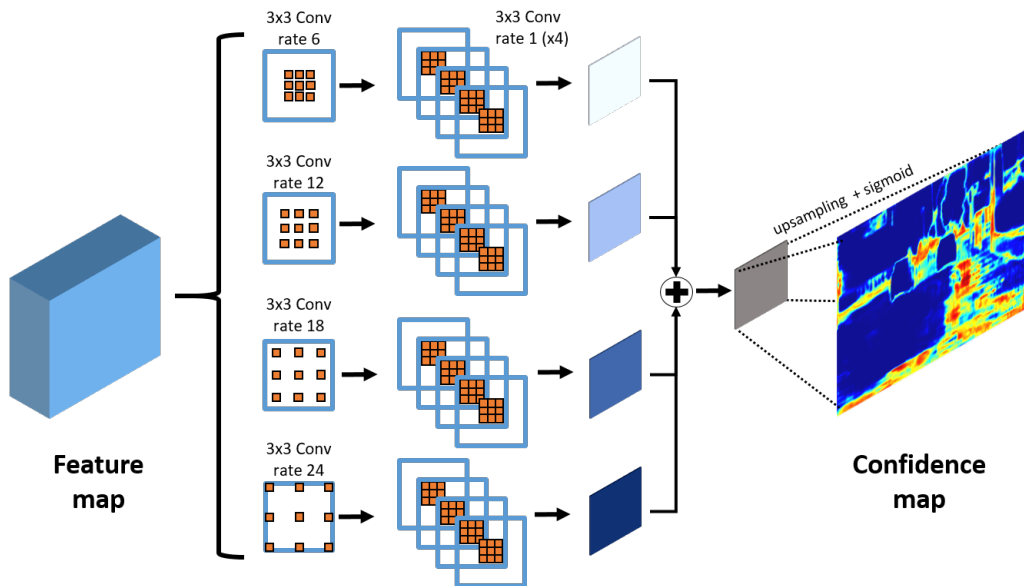 3x3 Conv
rate 6
3x3 Conv
rate 1 (x4)
3x3 Conv
rate 12
upsampling + sigmoid
3x3 Conv
rate 18
3x3 Conv
rate 24
Feature
map
Confidence
map